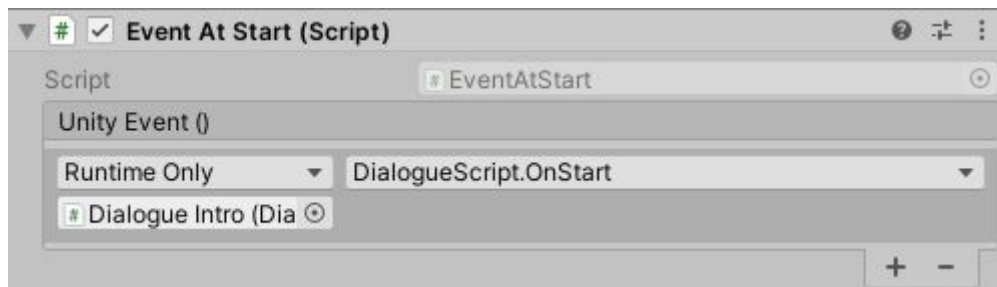 Event At Start (Script)
Script EventAtStart
Unity Event ()
Runtime Only DialogueScript.OnStart
Dialogue Intro (Dia